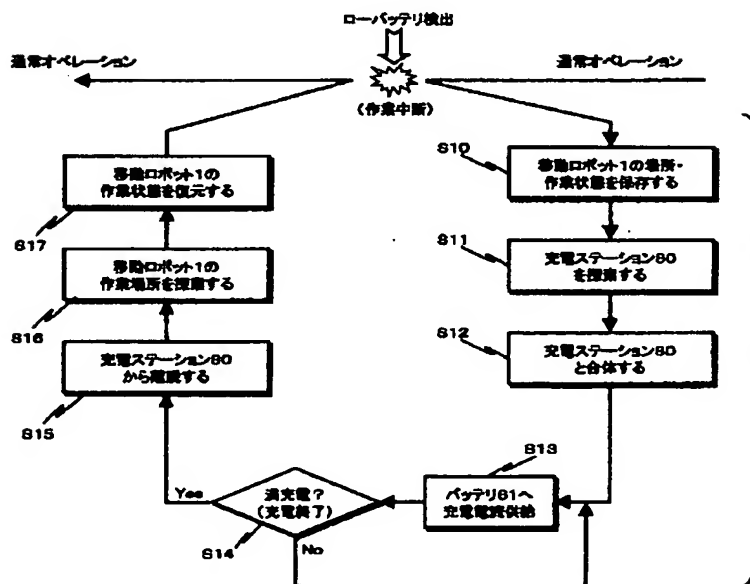 ローバッテリ検出
通常オペレーション
通常オペレーション
(作業中断)
S10
移動ロボット1の場所・
作業状態を保存する
S11
充電ステーション80
を探索する
S12
充電ステーション80
と合体する
S13
バッテリ61へ
充電電流供給
S14
満充電?
(充電終了)
Yes
No
S15
充電ステーション80
から離脱する
S16
移動ロボット1の
作業場所を探索する
S17
移動ロボット1の
作業状態を復元する